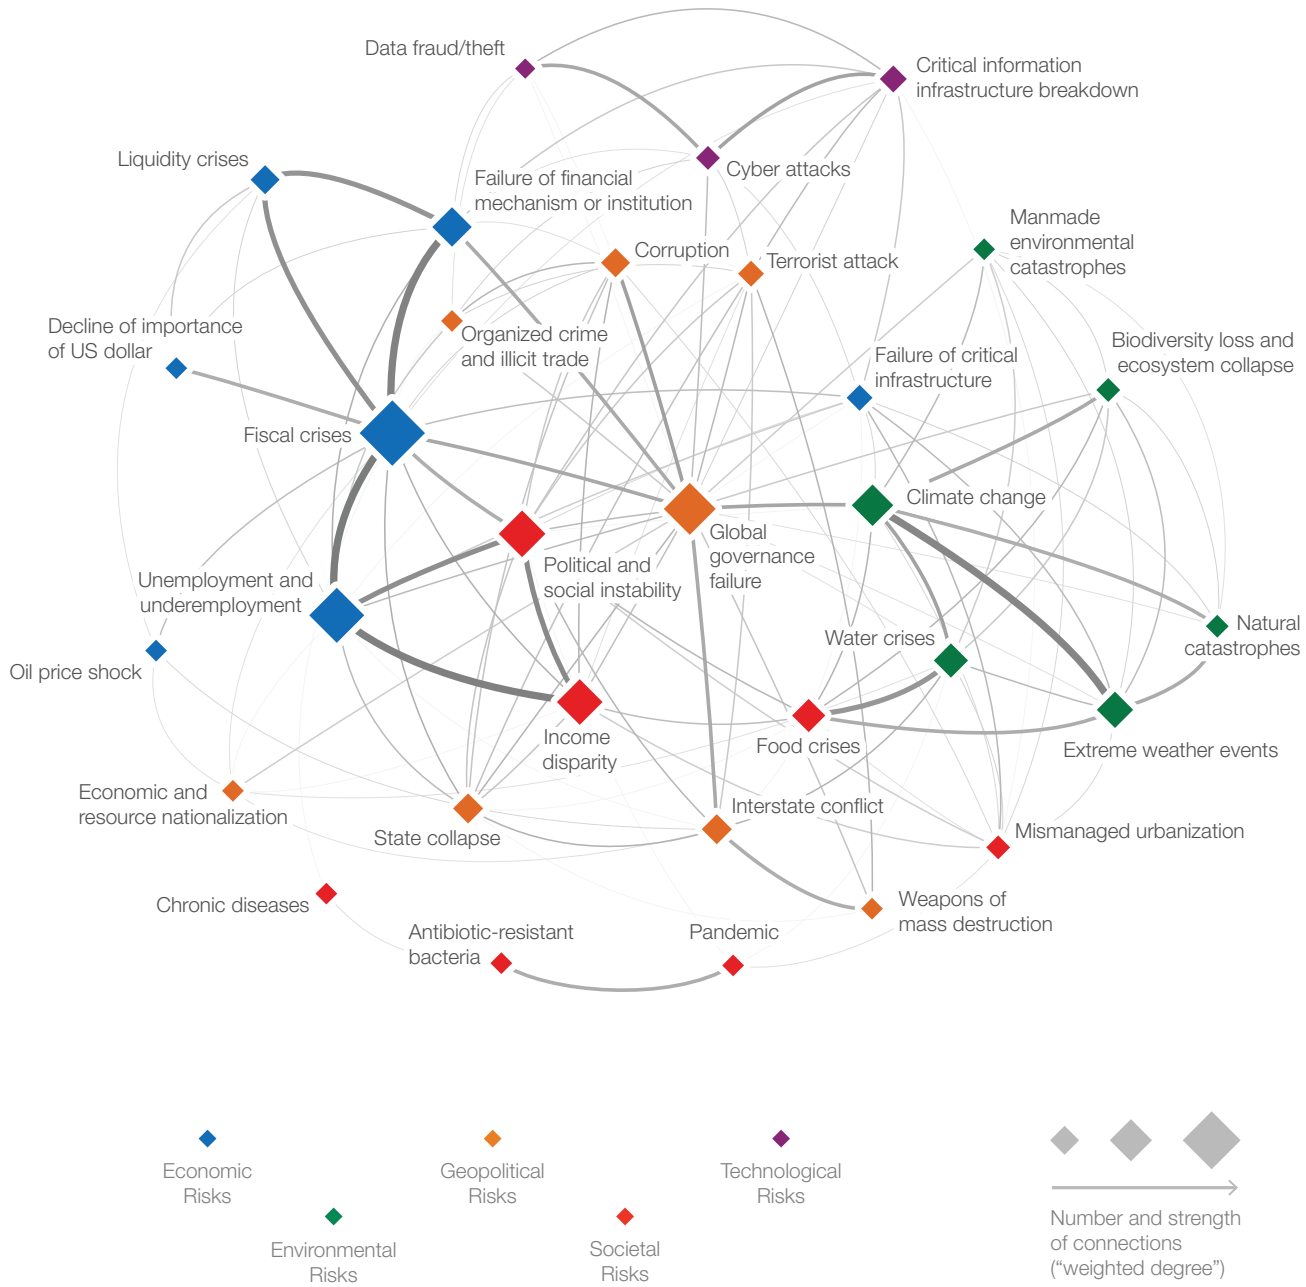 Data fraud/theft
Critical information
infrastructure breakdown
Liquidity crises
Cyber attacks
Failure of financial
mechanism or institution
Manmade
environmental
catastrophes
Corruption
Terrorist attack
Decline of importance
of US dollar
Organized crime
and illicit trade
Biodiversity loss and
ecosystem collapse
Failure of critical
infrastructure
Fiscal crises
Climate change
Global
governance
failure
Political and
social instability
Unemployment and
underemployment
Water crises
Natural
catastrophes
Oil price shock
Income
disparity
Food crises
Extreme weather events
Economic and
resource nationalization
Interstate conflict
State collapse
Mismanaged urbanization
Chronic diseases
Weapons of
mass destruction
Antibiotic-resistant
bacteria
Pandemic
Economic
Risks
Geopolitical
Risks
Technological
Risks
Environmental
Risks
Societal
Risks
Number and strength
of connections
(“weighted degree”)